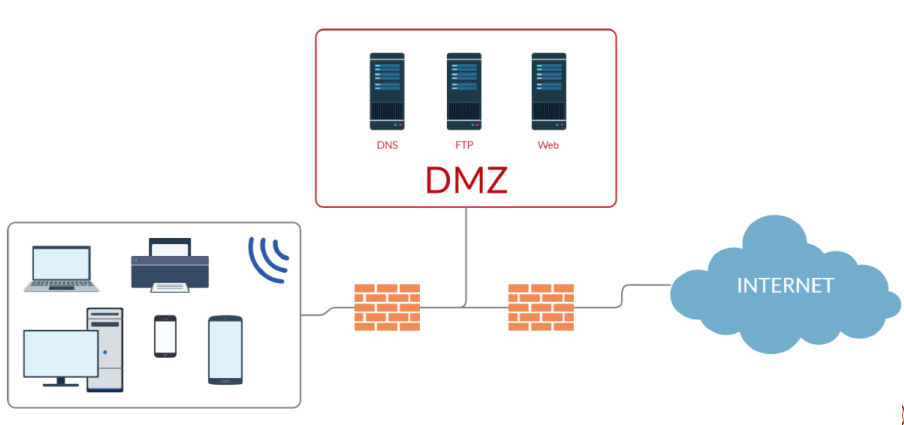 DNS FTP Web
DMZ
INTERNET